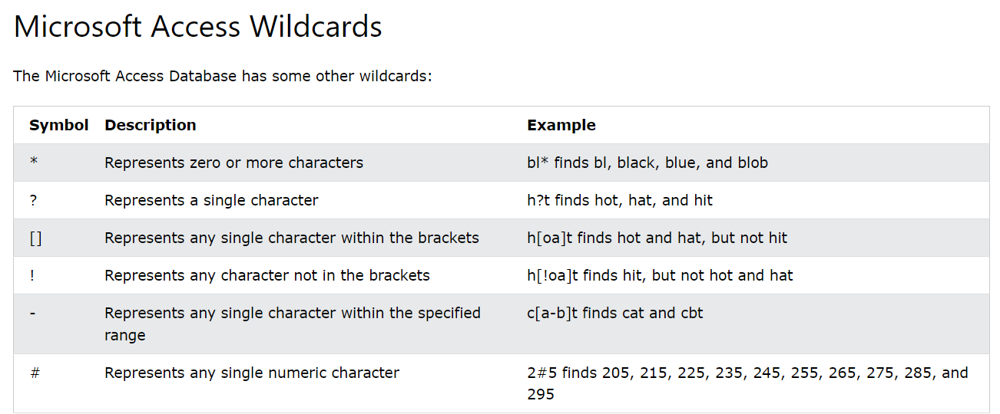 Microsoft Access Wildcards
The Microsoft Access Database has some other wildcards:
Symbol Description Example
* Represents zero or more characters bl* finds bl, black, blue, and blob
? Represents a single character h?t finds hot, hat, and hit
[] Represents any single character within the brackets h[oa]t finds hot and hat, but not hit
! Represents any character not in the brackets h[!oa]t finds hit, but not hot and hat
- Represents any single character within the specified c[a-b]t finds cat and cbt
range
# Represents any single numeric character 2#5 finds 205, 215, 225, 235, 245, 255, 265, 275, 285, and
295